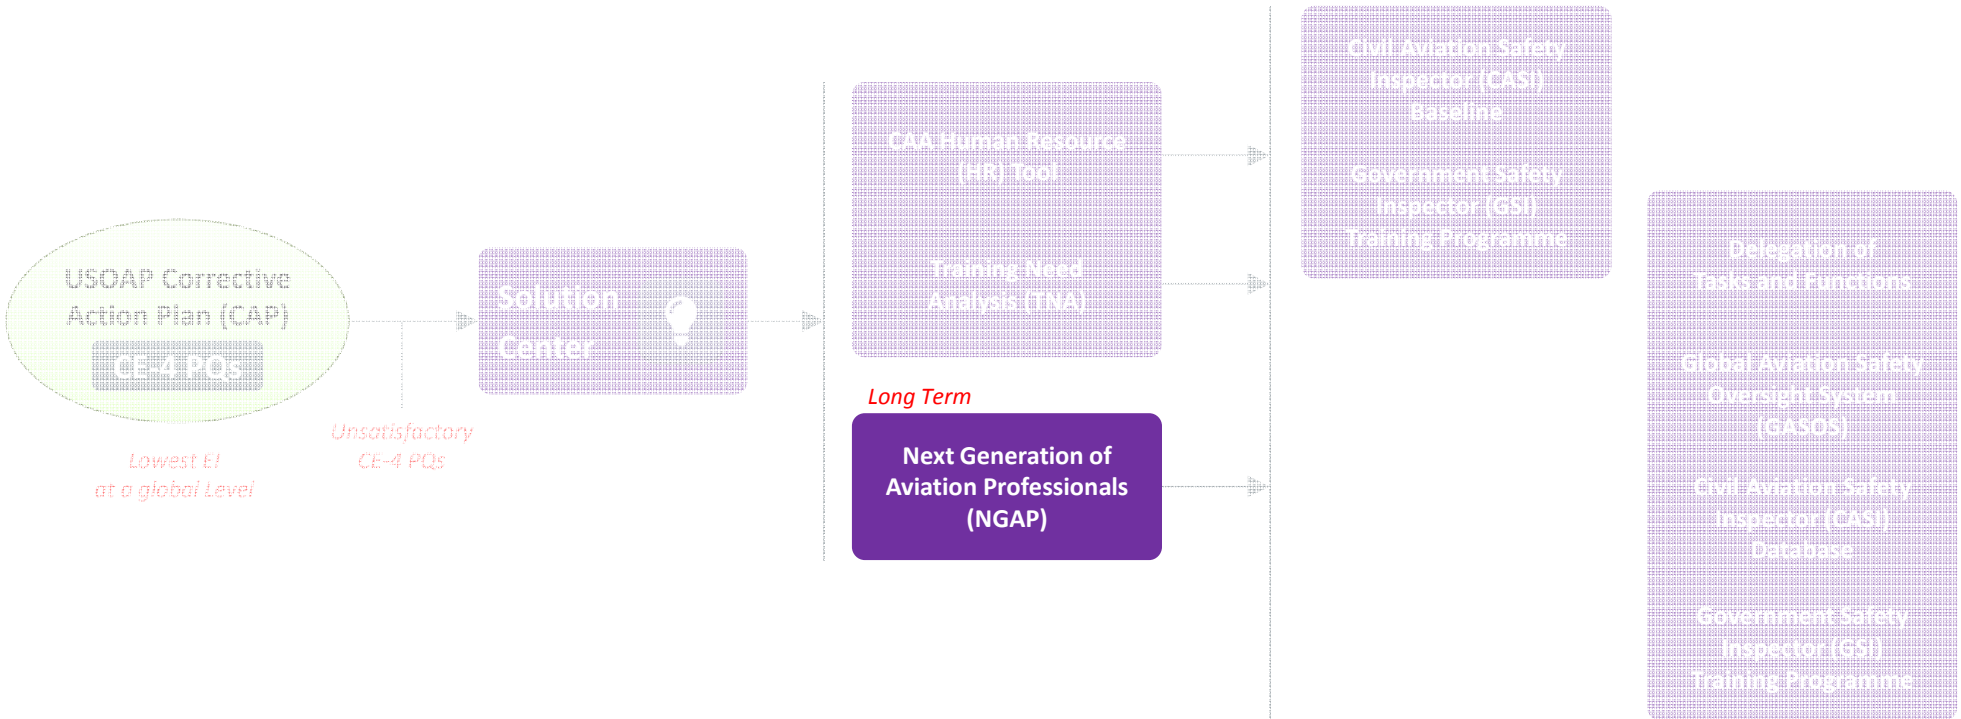 USOAP Corrective
Action Plan (CAP)
CE-4 PQs
Lowest EI
at a global Level
Unsatisfactory
CE-4 PQs
Solution
Center
CAA Human Resource
(HR) Tool
Training Need
Analysis (TNA)
Long Term
Next Generation of
Aviation Professionals
(NGAP)
Civil Aviation Safety
Inspector (CASI)
Baseline
Government Safety
Inspector (GSI)
Training Programme
Delegation of
Tasks and Functions
Global Aviation Safety
Oversight System
(GASOS)
Civil Aviation Safety
Inspector (CASI)
Database
Government Safety
Inspector (GSI)
Training Programme